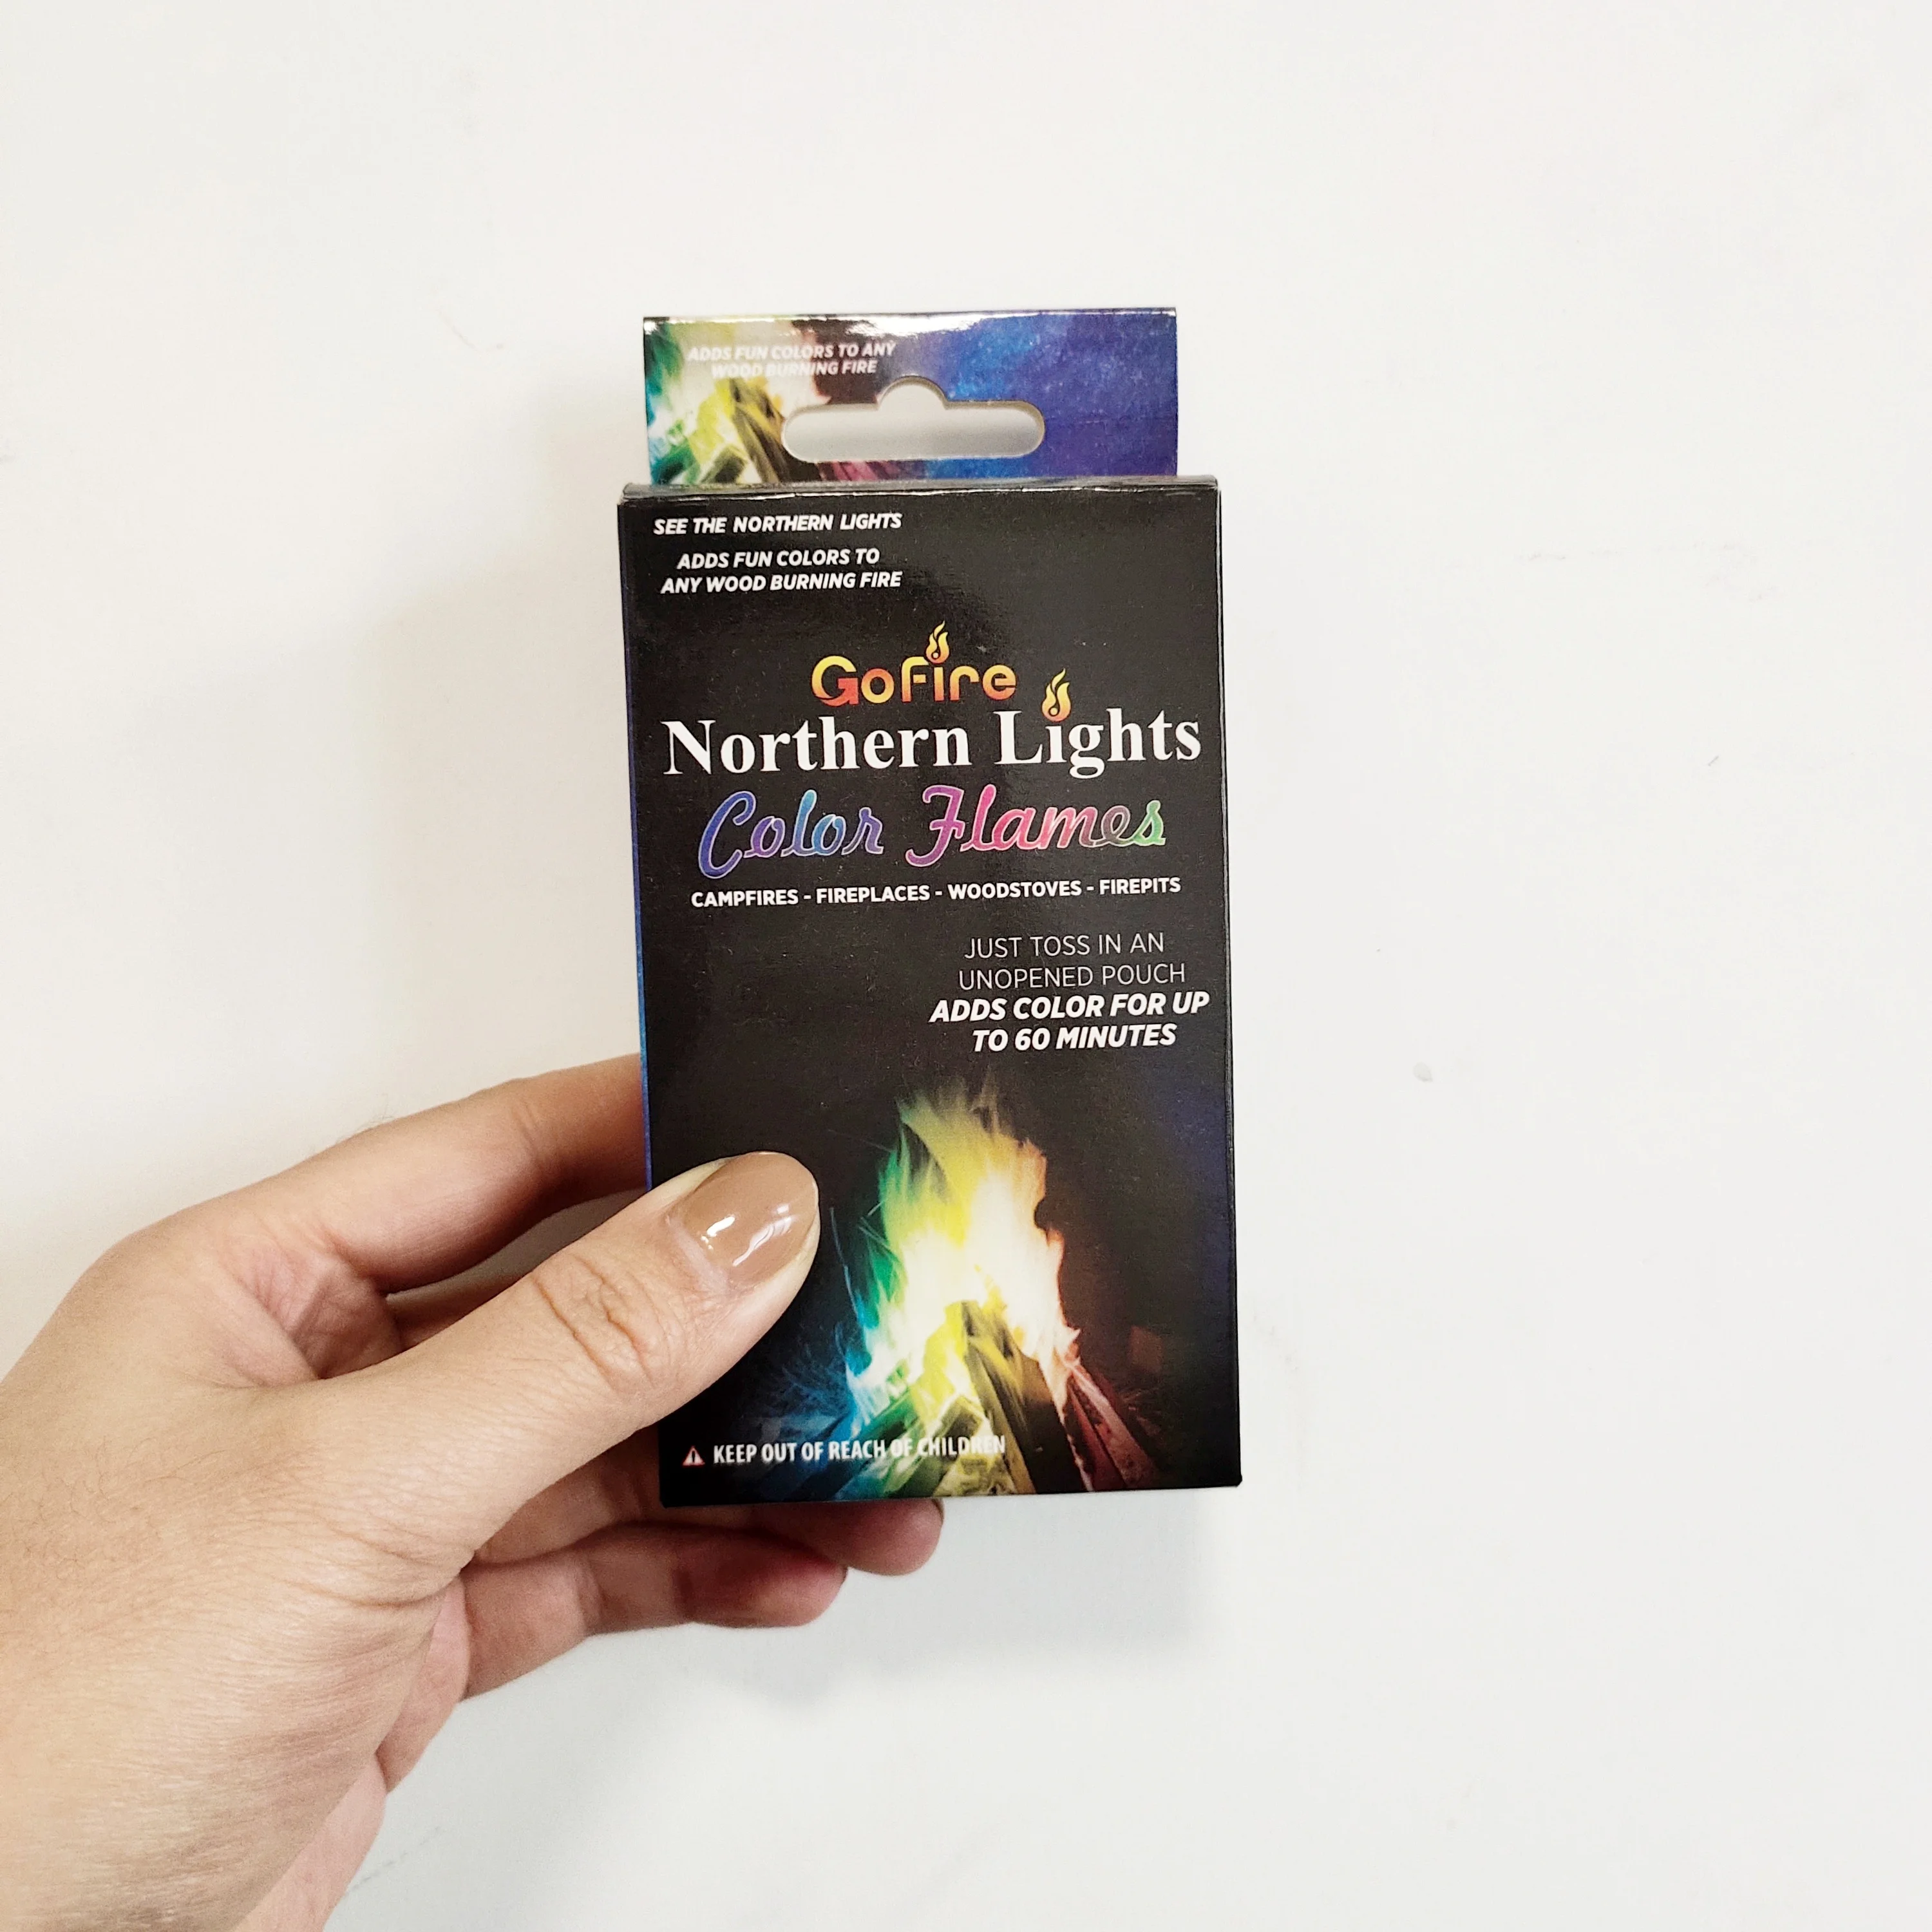 ADDS FUN COLORS TO ANY
WOOD BURNING FIRE
SEE THE NORTHERN LIGHTS
ADDS FUN COLORS TO
ANY WOOD BURNING FIRE
GoFire
Northern Lights
Color Flames
CAMPFIRES - FIREPLACES - WOODSTOVES - FIREPITS
JUST TOSS IN AN
UNOPENED POUCH
ADDS COLOR FOR UP
TO 60 MINUTES
KEEP OUT OF REACH OF CHILDREN